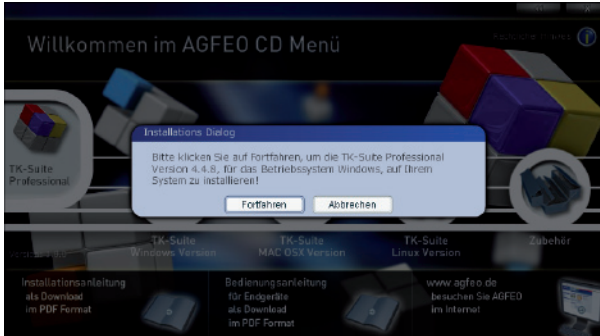 Willkommen im AGFEO CD Menü
Installations Dialog
Bitte klicken Sie auf Fortfahren, um die TK-Suite Professional
Version 4.4.8, für das Betriebssystem Windows, auf Ihrem
System zu installieren!
Fortfahren
Abbrechen
TK-Suite
Professional
TK-Suite
Windows Version
TK-Suite
MAC OSX Version
TK-Suite
Linux Version
Zubehör
Installationsanleitung
als Download
im PDF Format
Bedienungsanleitung
für Endgeräte
als Download
im PDF Format
www agfeo de
besuchen Sie AGFEO
im Internet